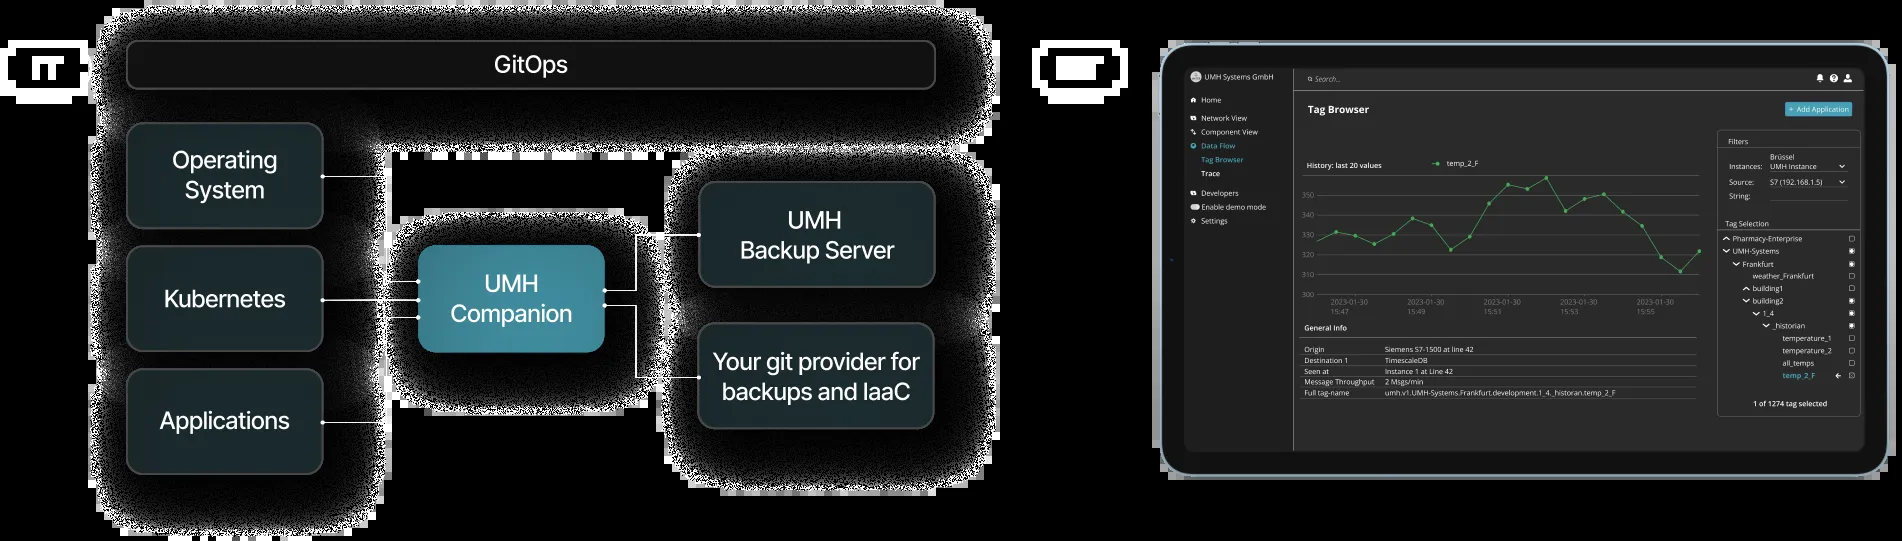 IT
GitOps
Operating
System
Kubernetes
Applications
UMH
Companion
UMH
Backup Server
Your git provider for
backups and IaaC
UMH Systems GmbH
Search...
Home
Network View
Component View
Data Flow
Tag Browser
Trace
Developers
Enable demo mode
Settings
Tag Browser
+ Add Application
History: last 20 values
temp_2_F
350
340
330
320
310
300
2023-01-30
15:47
2023-01-30
15:49
2023-01-30
15:51
2023-01-30
15:53
2023-01-30
15:55
General Info
Origin Siemens S7-1500 at line 42
Destination 1 TimescaleDB
Seen at Instance 1 at Line 42
Message Throughput 2 Msgs/min
Full tag-name umh.v1.UMH-Systems.Frankfurt.development.1_4._historan.temp_2_F
Filters
Brüssel
Instances: UMH Instance
Source: S7 (192.168.1.5)
String:
Tag Selection
Pharmacy-Enterprise
UMH-Systems
Frankfurt
weather_Frankfurt
building1
building2
1_4
_historian
temperature_1
temperature_2
all_temps
temp_2_F
1 of 1274 tag selected